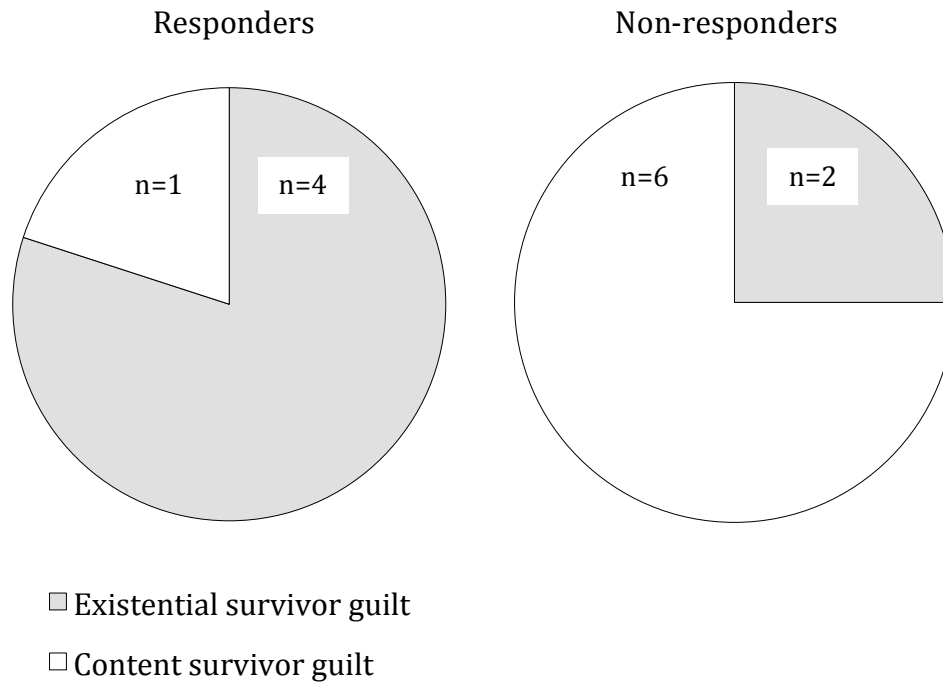 Responders
Non-responders
n=1
n=4
n=6
n=2
Existential survivor guilt
Content survivor guilt